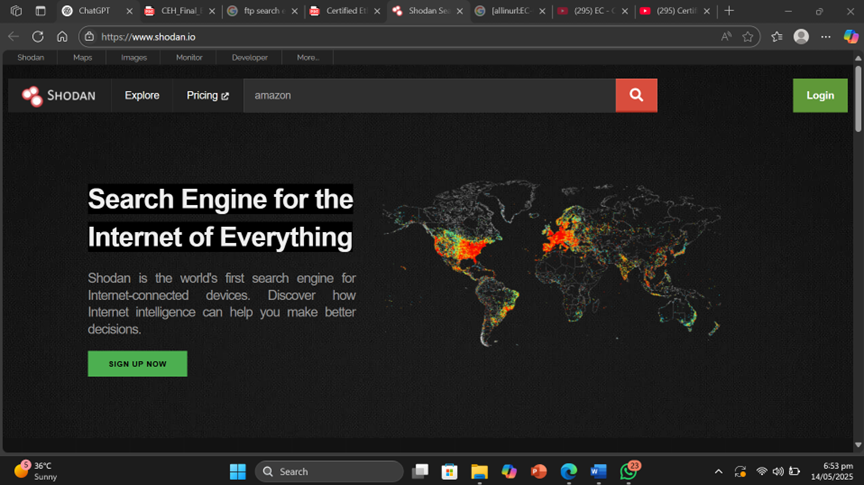 ChatGPT
CEH_Final_
ftp search
Certified Et
Shodan Sea
[allinurl:EC
(295) EC - C
(295) Certi
https://www.shodan.io
Shodan
Maps
Images
Monitor
Developer
More...
SHODAN
Explore
Pricing
amazon
Login
Search Engine for the
Internet of Everything
Shodan is the world's first search engine for
Internet-connected devices. Discover how
Internet intelligence can help you make better
decisions.
SIGN UP NOW
5
36°C
Sunny
Search
23
6:53 pm
14/05/2025